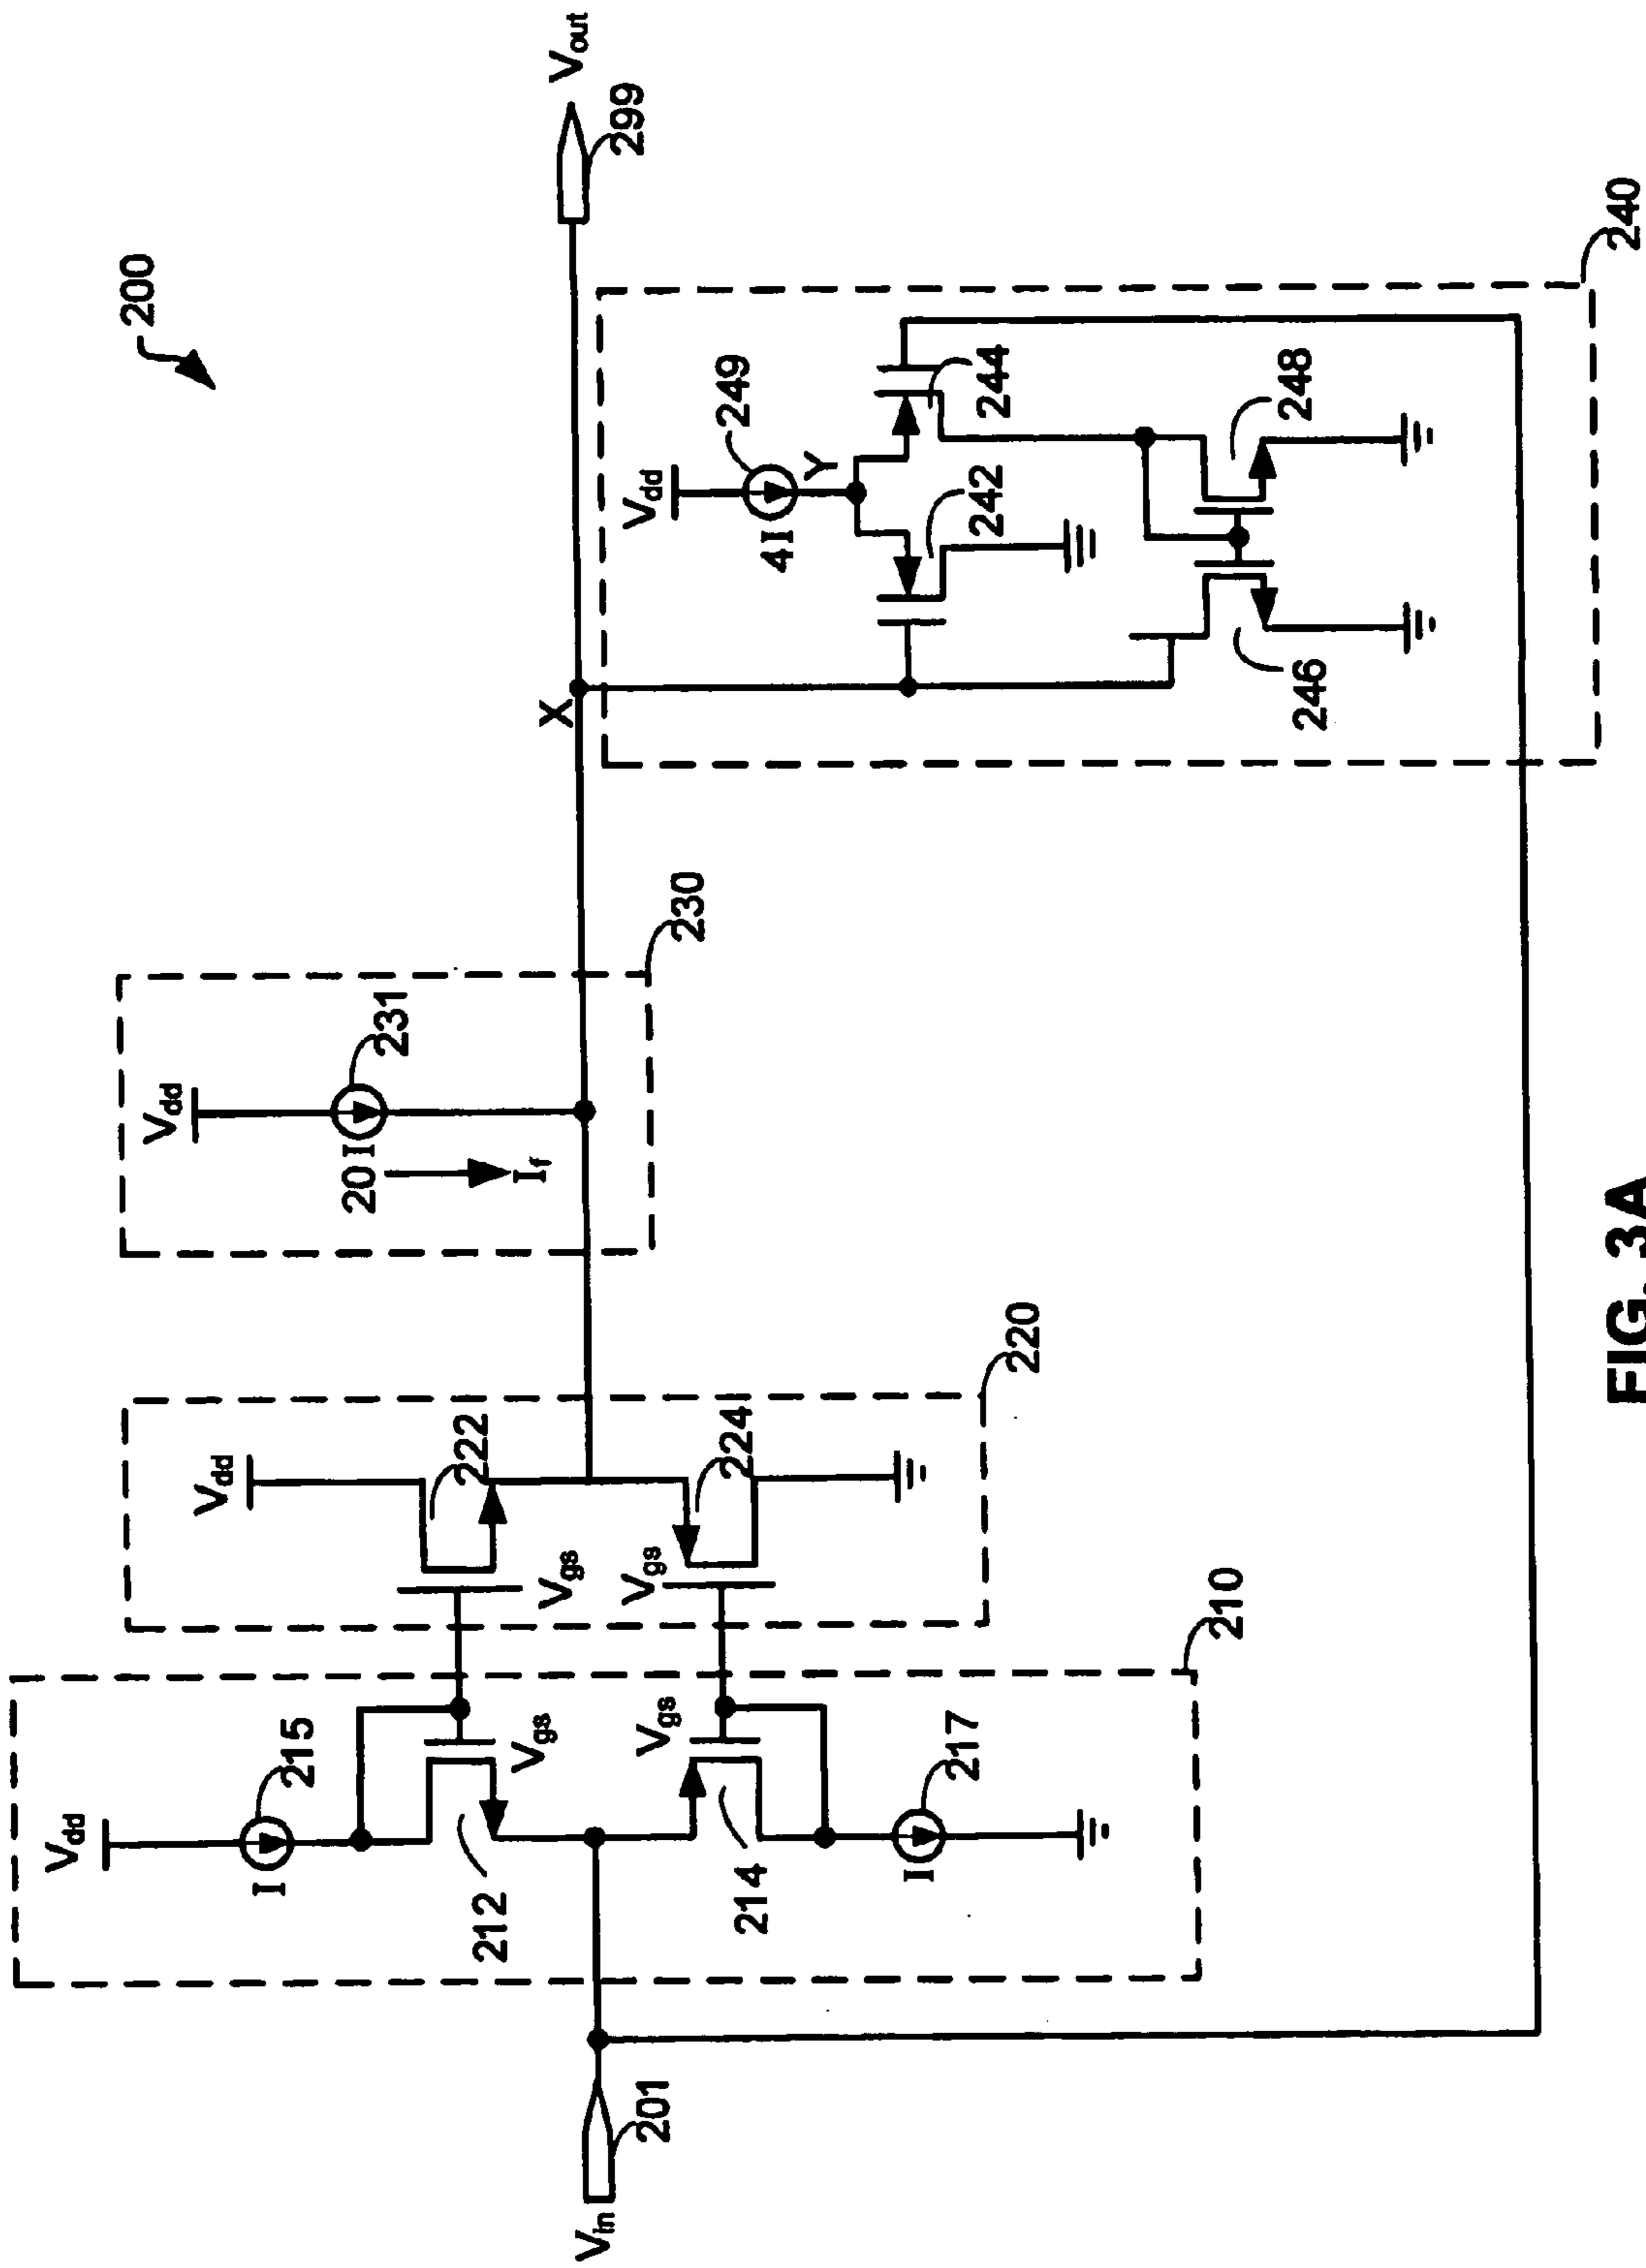 200
Vdd
215
I
Vgs
212
Vin
201
Vgs
214
217
I
210
Vdd
222
Vgs
Vgs
224
220
Vdd
231
20I
If
230
X
Vout
299
Vdd
249
4I
Y
242
244
246
248
240
FIG. 3A